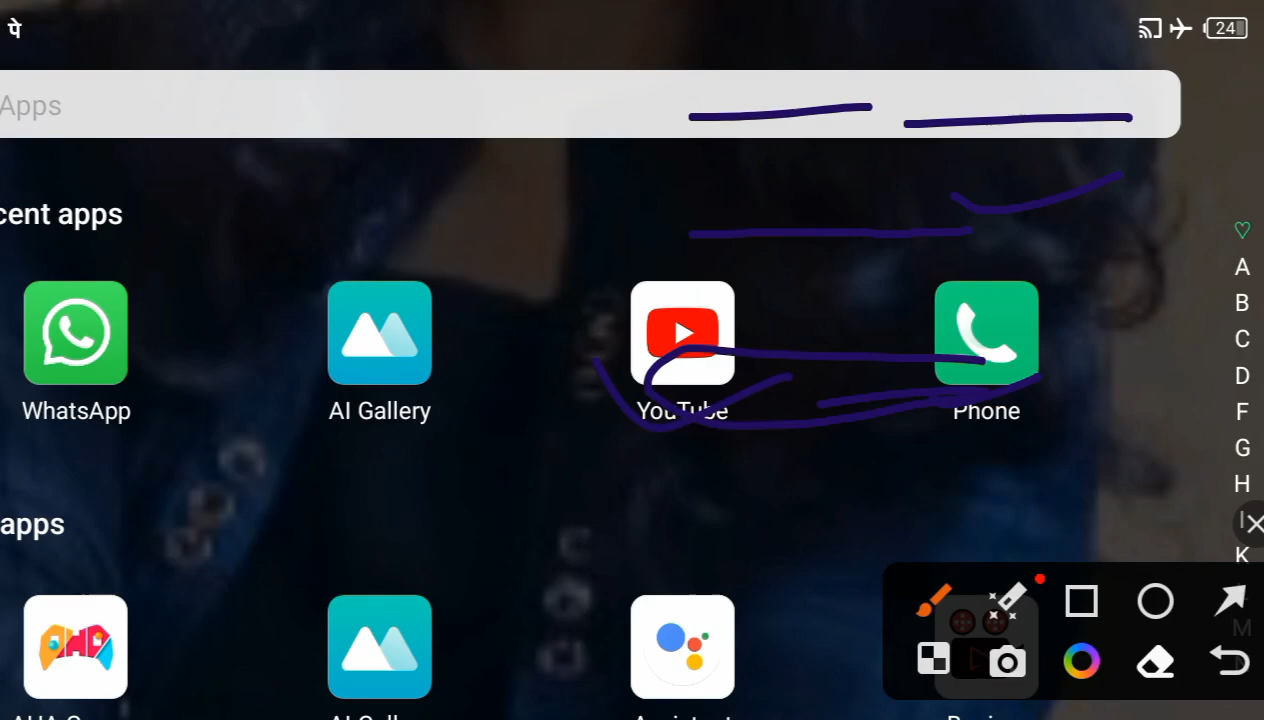 पे
24
Apps
cent apps
WhatsApp AI Gallery YouTube Phone
apps
♡
A
B
C
D
F
G
H
I
K
M